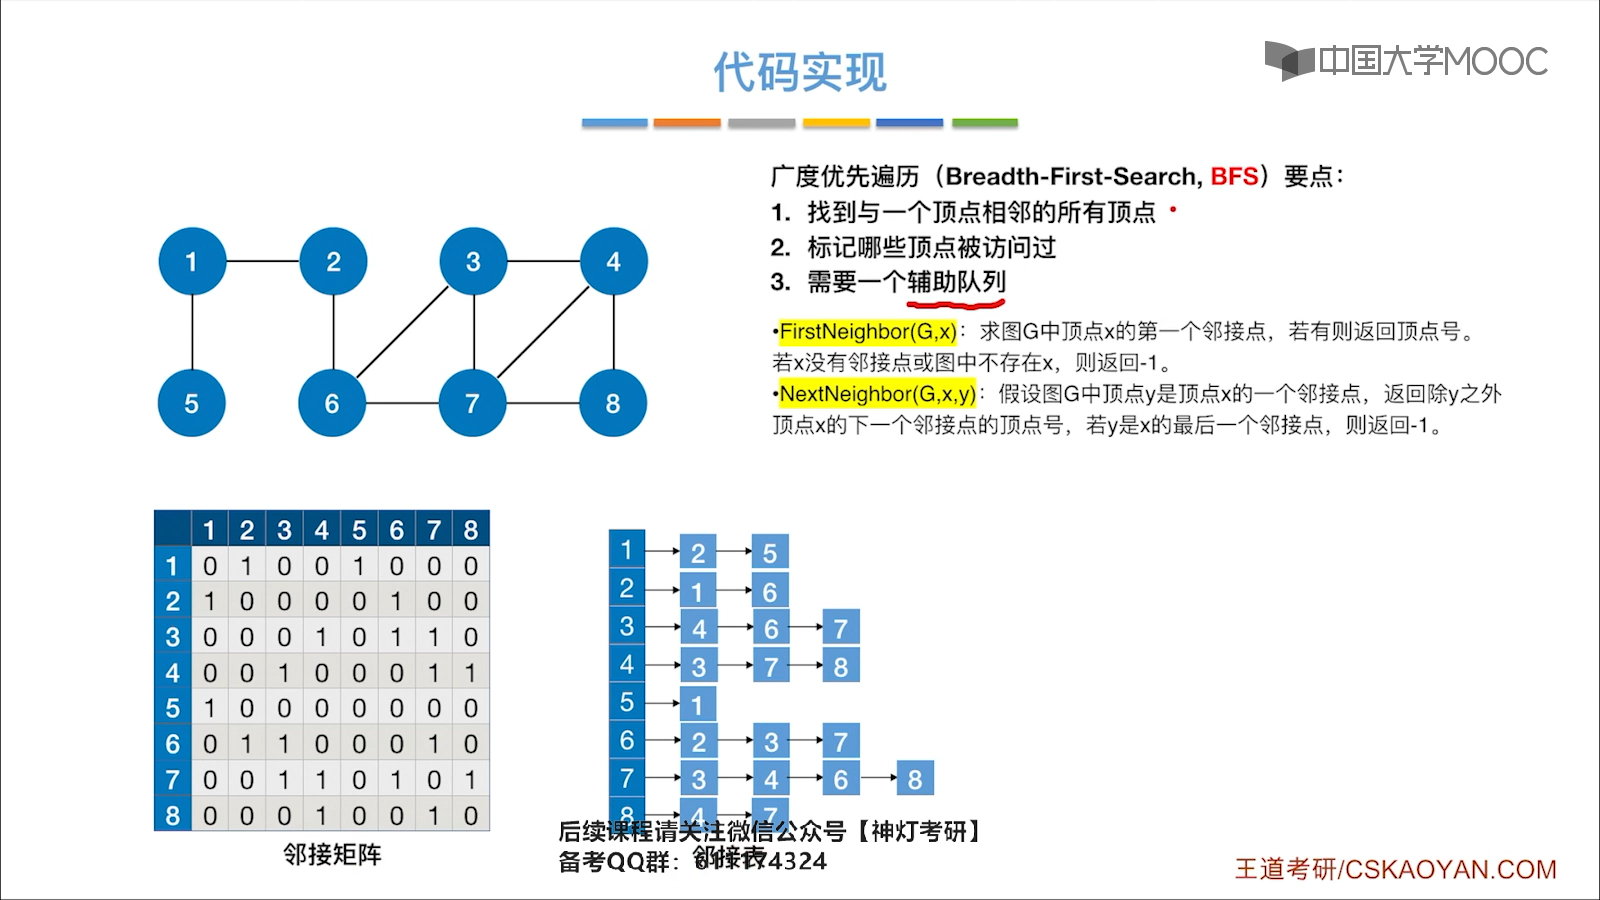 代码实现
中国大学MOOC
广度优先遍历（Breadth-First-Search, BFS）要点：
1. 找到与一个顶点相邻的所有顶点
2. 标记哪些顶点被访问过
3. 需要一个辅助队列
•FirstNeighbor(G,x)：求图G中顶点x的第一个邻接点，若有则返回顶点号。
若x没有邻接点或图中不存在x，则返回-1。
•NextNeighbor(G,x,y)：假设图G中顶点y是顶点x的一个邻接点，返回除y之外
顶点x的下一个邻接点的顶点号，若y是x的最后一个邻接点，则返回-1。
1 2 3 4
5 6 7 8
1 2 3 4 5 6 7 8
1 0 1 0 0 1 0 0 0
2 1 0 0 0 0 1 0 0
3 0 0 0 1 0 1 1 0
4 0 0 1 0 0 0 1 1
5 1 0 0 0 0 0 0 0
6 0 1 1 0 0 0 1 0
7 0 0 1 1 0 1 0 1
8 0 0 0 1 0 0 1 0
邻接矩阵
1 2 5
2 1 6
3 4 6 7
4 3 7 8
5 1
6 2 3 7
7 3 4 6 8
8 4 7
邻接表
后续课程请关注微信公众号【神灯考研】
备考QQ群：
王道考研/CSKAOYAN.COM